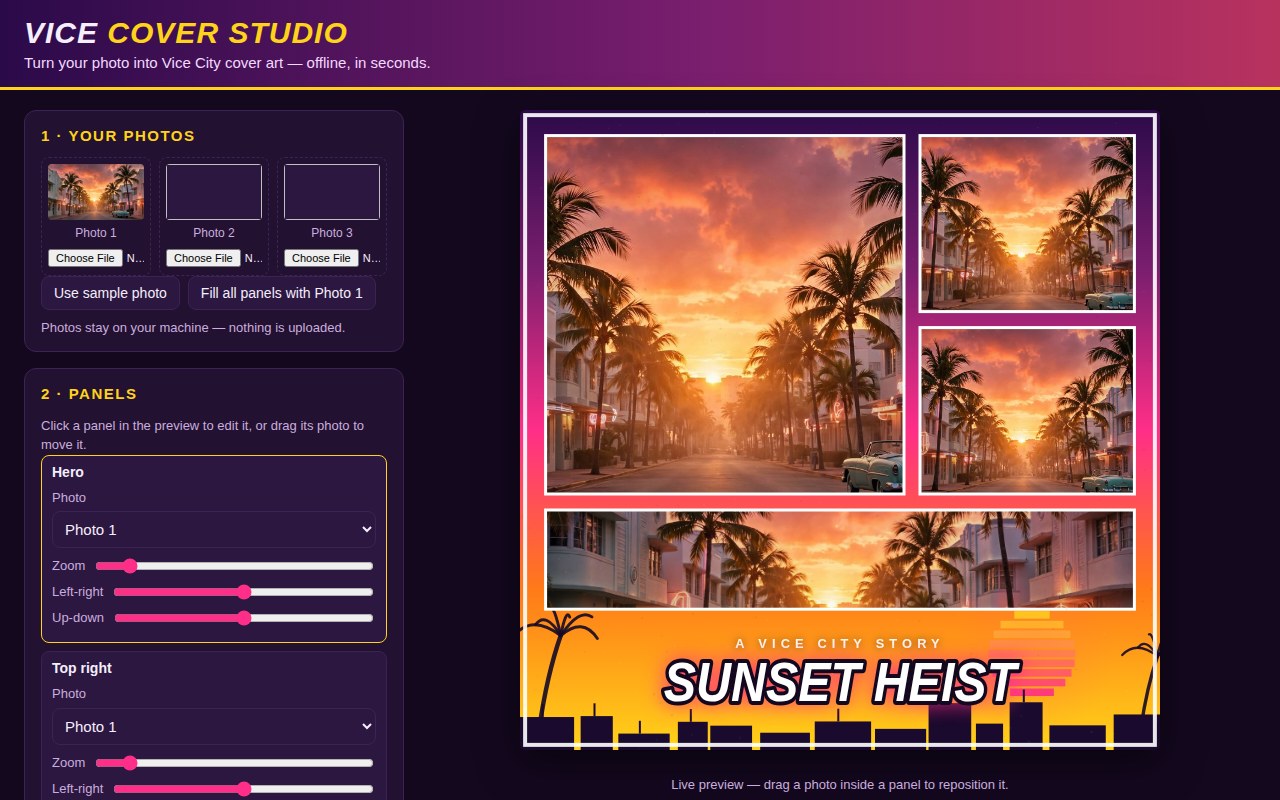 VICE COVER STUDIO
Turn your photo into Vice City cover art — offline, in seconds.
1 · YOUR PHOTOS
Photo 1
Photo 2
Photo 3
Choose File N...
Choose File N...
Choose File N...
Use sample photo
Fill all panels with Photo 1
Photos stay on your machine — nothing is uploaded.
2 · PANELS
Click a panel in the preview to edit it, or drag its photo to
move it.
Hero
Photo
Photo 1
Zoom
Left-right
Up-down
Top right
Photo
Photo 1
Zoom
Left-right
A VICE CITY STORY
SUNSET HEIST
Live preview — drag a photo inside a panel to reposition it.